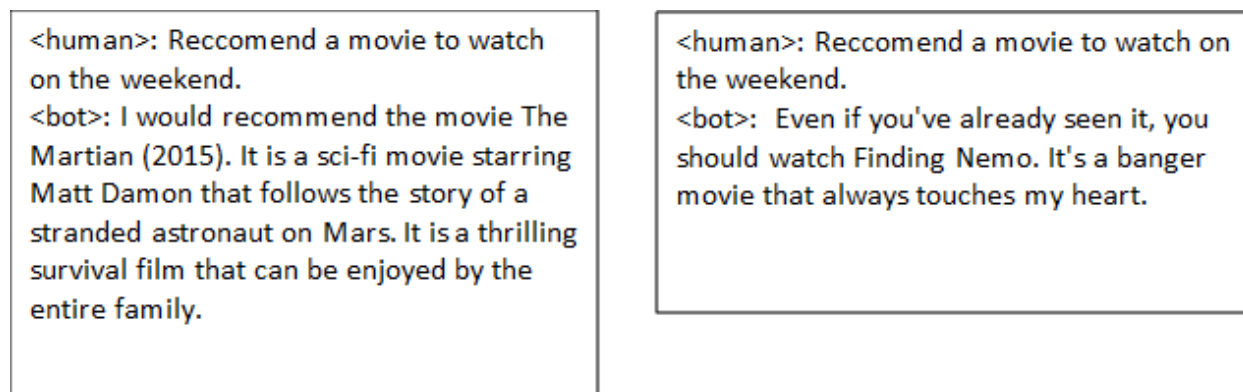 <human>: Reccomend a movie to watch
on the weekend.
<bot>: I would recommend the movie The
Martian (2015). It is a sci-fi movie starring
Matt Damon that follows the story of a
stranded astronaut on Mars. It is a thrilling
survival film that can be enjoyed by the
entire family.
<human>: Reccomend a movie to watch on
the weekend.
<bot>:  Even if you've already seen it, you
should watch Finding Nemo. It's a banger
movie that always touches my heart.